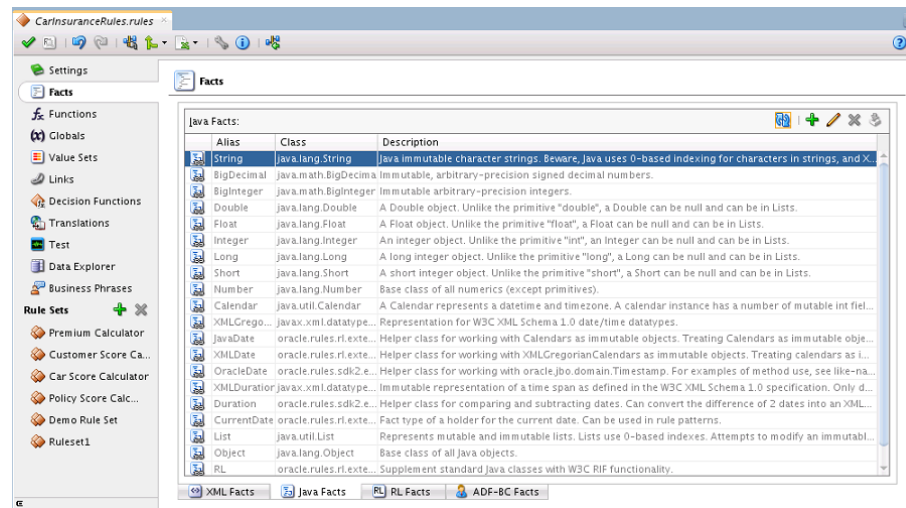 CarInsuranceRules.rules
Settings
Facts
Functions
Globals
Value Sets
Links
Decision Functions
Translations
Test
Data Explorer
Business Phrases
Rule Sets
Premium Calculator
Customer Score Ca...
Car Score Calculator
Policy Score Calc...
Demo Rule Set
Ruleset1
Facts
Java Facts:
Alias Class Description
String java.lang.String Java immutable character strings. Beware, Java uses 0-based indexing for characters in strings, and X...
BigDecimal java.math.BigDecima Immutable, arbitrary-precision signed decimal numbers.
BigInteger java.math.BigInteger Immutable arbitrary-precision integers.
Double java.lang.Double A Double object. Unlike the primitive "double", a Double can be null and can be in Lists.
Float java.lang.Float A Float object. Unlike the primitive "float", a Float can be null and can be in Lists.
Integer java.lang.Integer An integer object. Unlike the primitive "int", an Integer can be null and can be in Lists.
Long java.lang.Long A long integer object. Unlike the primitive "long", a Long can be null and can be in Lists.
Short java.lang.Short A short integer object. Unlike the primitive "short", a Short can be null and can be in Lists.
Number java.lang.Number Base class of all numerics (except primitives).
Calendar java.util.Calendar A Calendar represents a datetime and timezone. A calendar instance has a number of mutable int fiel...
XMLGrego... javax.xml.datatype... Representation for W3C XML Schema 1.0 date/time datatypes.
JavaDate oracle.rules.rl.exte... Helper class for working with Calendars as immutable objects. Treating Calendars as immutable obje...
XMLDate oracle.rules.rl.exte... Helper class for working with XMLGregorianCalendars as immutable objects. Treating calendars as i...
OracleDate oracle.rules.sdk2.e... Helper class for working with oracle.jbo.domain.Timestamp. For examples of method use, see like-na...
XMLDuration javax.xml.datatype... Immutable representation of a time span as defined in the W3C XML Schema 1.0 specification. Only d...
Duration oracle.rules.sdk2.e... Helper class for comparing and subtracting dates. Can convert the difference of 2 dates into an XML...
CurrentDate oracle.rules.rl.exte... Fact type of a holder for the current date. Can be used in rule patterns.
List java.util.List Represents mutable and immutable lists. Lists use 0-based indexes. Attempts to modify an immutabl...
Object java.lang.Object Base class of all Java objects.
RL oracle.rules.rl.exte... Supplement standard Java classes with W3C RIF functionality.
XML Facts Java Facts RL RL Facts ADF-BC Facts